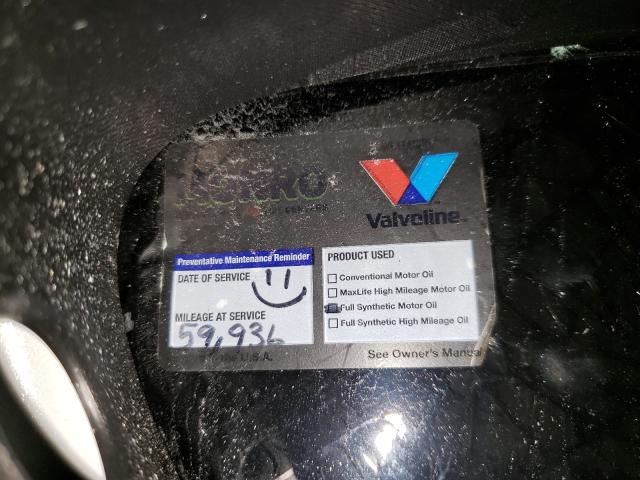 MONRO
Valvoline
Preventative Maintenance Reminder
DATE OF SERVICE
MILEAGE AT SERVICE
59,936
PRODUCT USED
Conventional Motor Oil
MaxLife High Mileage Motor Oil
Full Synthetic Motor Oil
Full Synthetic High Mileage Oil
U.S.A.
See Owner's Manual